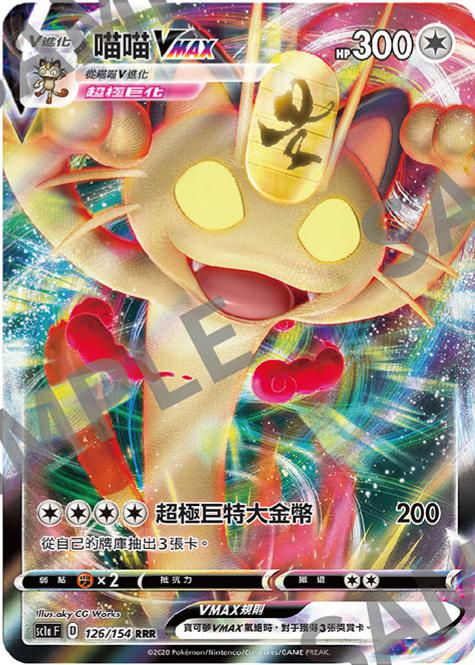 V進化
喵喵VMAX
HP300
從喵喵V進化
超極巨化
SAMPLE
超極巨特大金幣 200
從自己的牌庫抽出3張卡。
弱點 ×2 抵抗力 撤退
Illus.aky CG Works
sc1a F D 126/154 RRR
VMAX規則
寶可夢VMAX氣絕時,對手獲得3張獎賞卡。
©2020 Pokémon/Nintendo/Creatures/GAME FREAK.